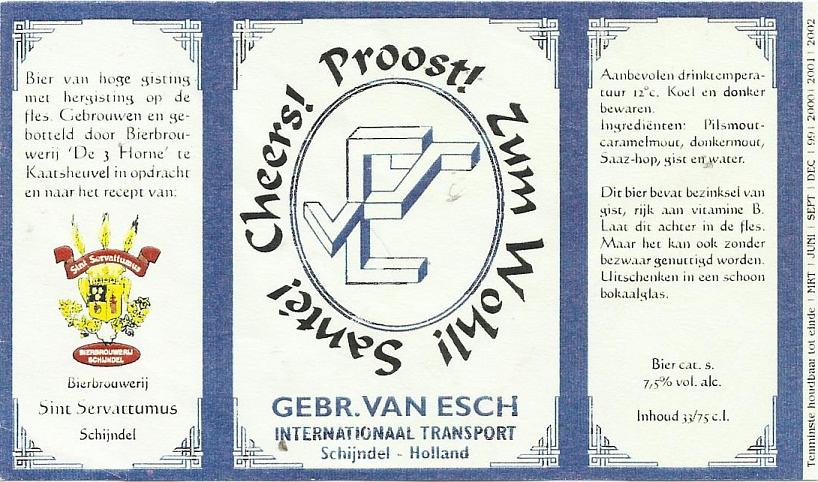 Bier van hoge gisting
met hergisting op de
fles. Gebrouwen en ge-
botteld door Bierbrou-
werij 'De 3 Horne' te
Kaatsheuvel in opdracht
en naar het recept van:
Sint Servattumus
BIERBROUWERIJ
SCHIJNDEL
Bierbrouwerij
Sint Servattumus
Schijndel
Santé! Cheers! Proost! Zum Wohl!
GEBR. VAN ESCH
INTERNATIONAAL TRANSPORT
Schijndel - Holland
Aanbevolen drinktempera-
tuur 12°c. Koel en donker
bewaren.
Ingrediënten: Pilsmout-
caramelmout, donkermout,
Saaz-hop, gist en water.
Dit bier bevat bezinksel van
gist, rijk aan vitamine B.
Laat dit achter in de fles.
Maar het kan ook zonder
bezwaar genuttigd worden.
Uitschenken in een schoon
bokaalglas.
Bier cat. s.
7,5% vol. alc.
Inhoud 33/75 c.l.
Tenminste houdbaar tot einde | MRT | JUNI | SEPT | DEC | 99 | 2000 | 2001 | 2002